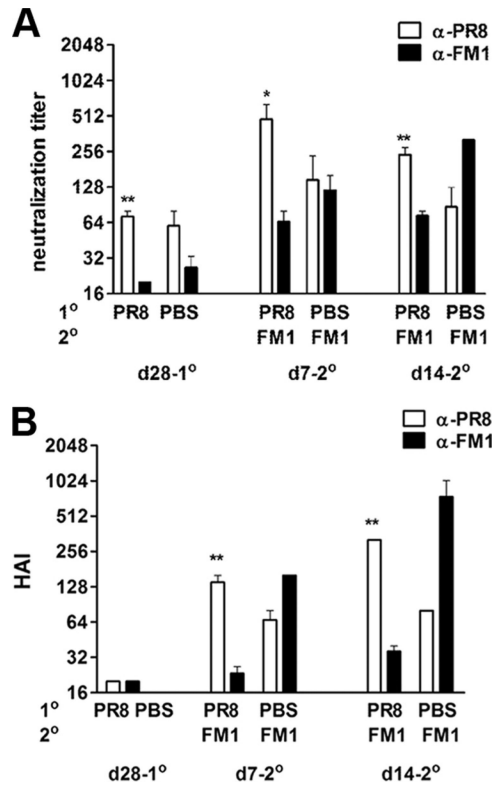 A
α-PR8
α-FM1
neutralization titer
2048
1024
512
256
128
64
32
16
**
*
**
1° PR8 PBS PR8 PBS PR8 PBS
2° FM1 FM1 FM1 FM1
d28-1° d7-2° d14-2°
B
α-PR8
α-FM1
HAI
2048
1024
512
256
128
64
32
16
**
**
1° PR8 PBS PR8 PBS PR8 PBS
2° FM1 FM1 FM1 FM1
d28-1° d7-2° d14-2°